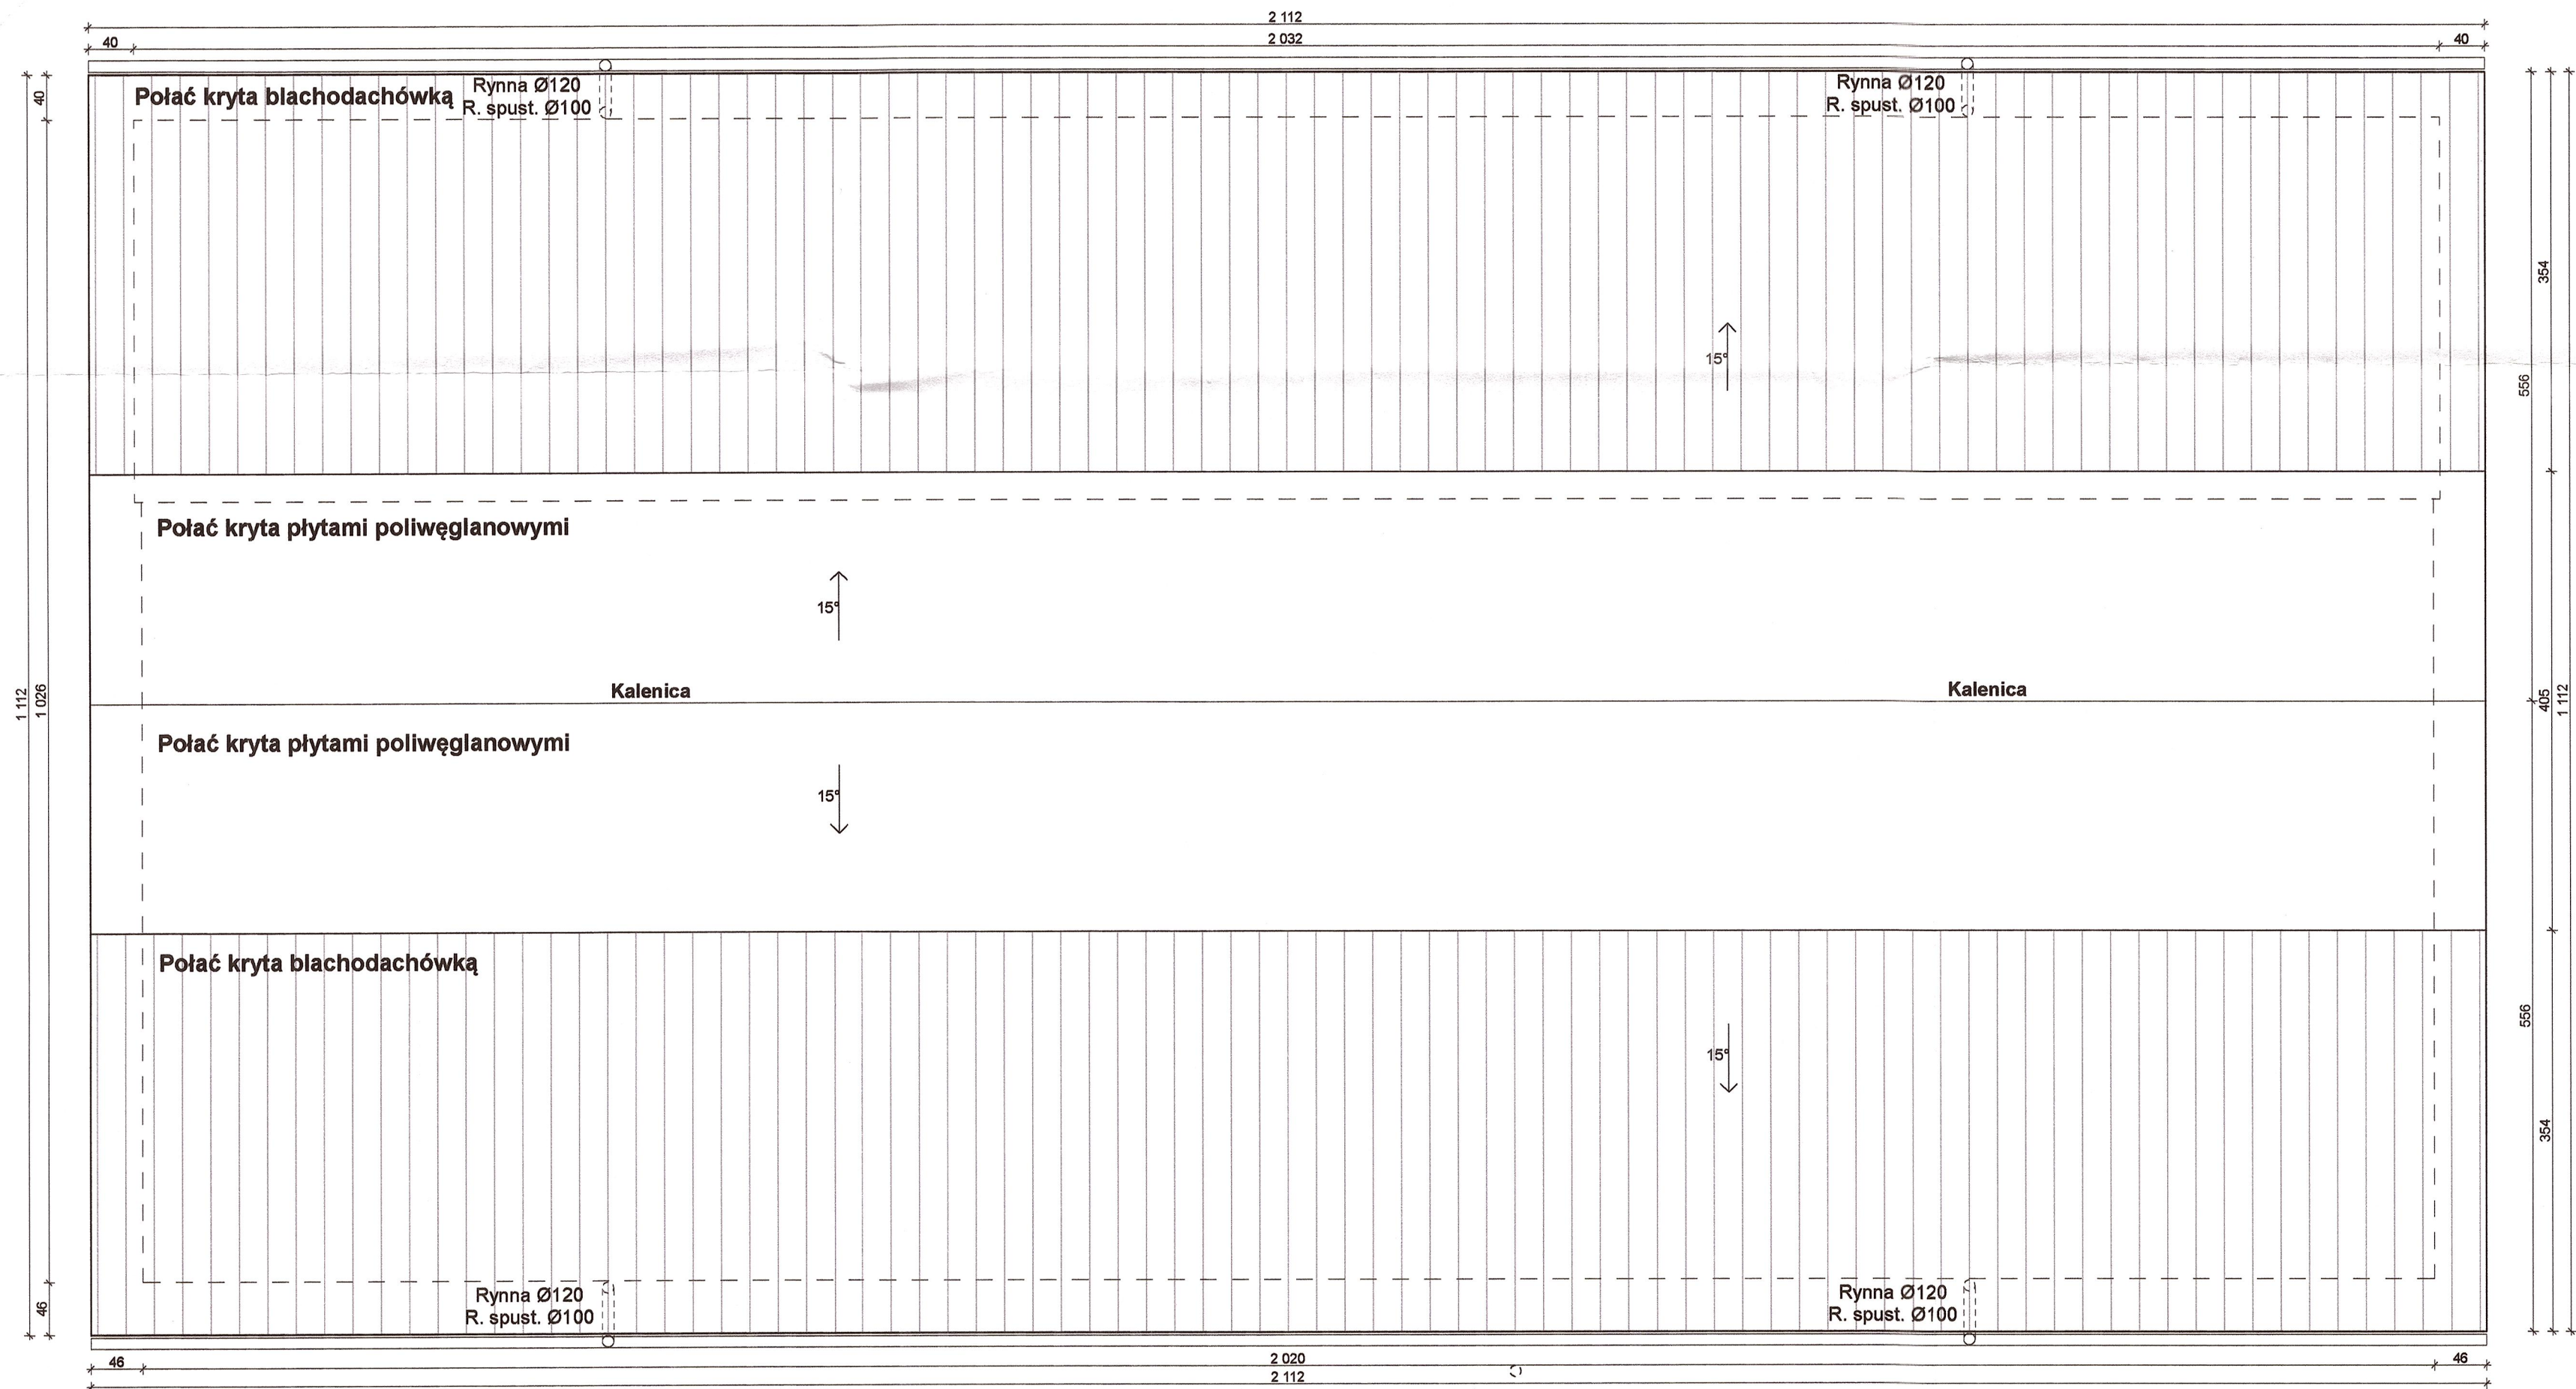 2 112
40
2 032
40
40
Połać kryta blachodachówką
Rynna Ø120
R. spust. Ø100
Rynna Ø120
R. spust. Ø100
354
15°
556
Połać kryta płytami poliwęglanowymi
15°
1 112
1 026
Kalenica
Kalenica
405
1 112
Połać kryta płytami poliwęglanowymi
15°
Połać kryta blachodachówką
556
15°
354
46
Rynna Ø120
R. spust. Ø100
Rynna Ø120
R. spust. Ø100
46
2 020
46
2 112